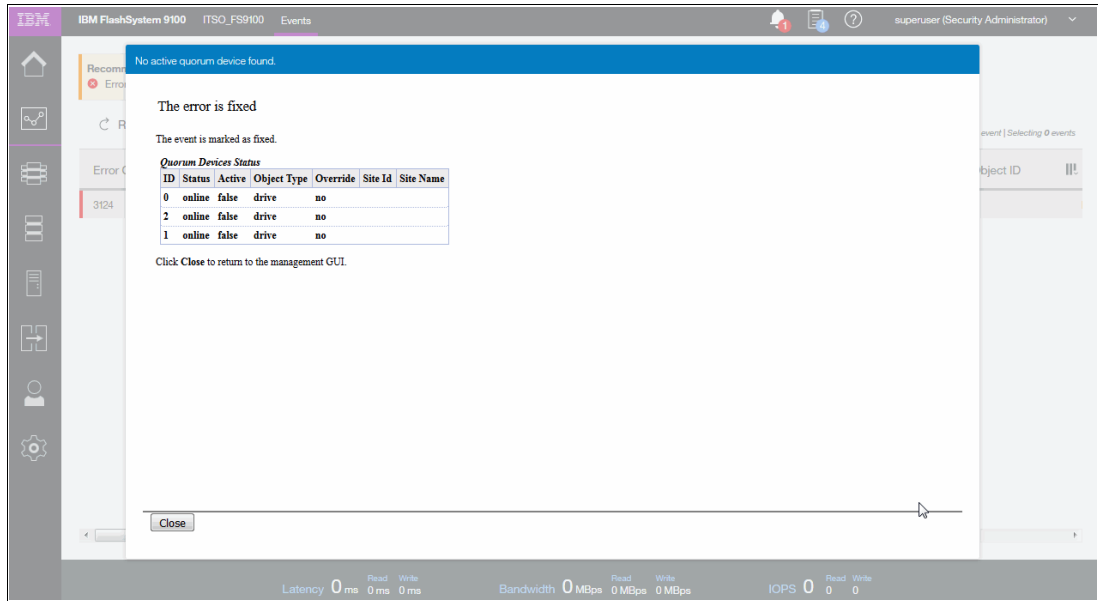 IBM
IBM FlashSystem 9100 ITSO_FS9100 Events
1
4
?
superuser (Security Administrator)
No active quorum device found.
The error is fixed
The event is marked as fixed.
Quorum Devices Status
ID Status Active Object Type Override Site Id Site Name
0 online false drive no
2 online false drive no
1 online false drive no
Click Close to return to the management GUI.
Close
Recomm
Erro
R
event | Selecting 0 events
Error
bject ID
3124
Latency 0 ms Read 0 ms Write 0 ms
Bandwidth 0 MBps Read 0 MBps Write 0 MBps
IOPS 0 Read 0 Write 0